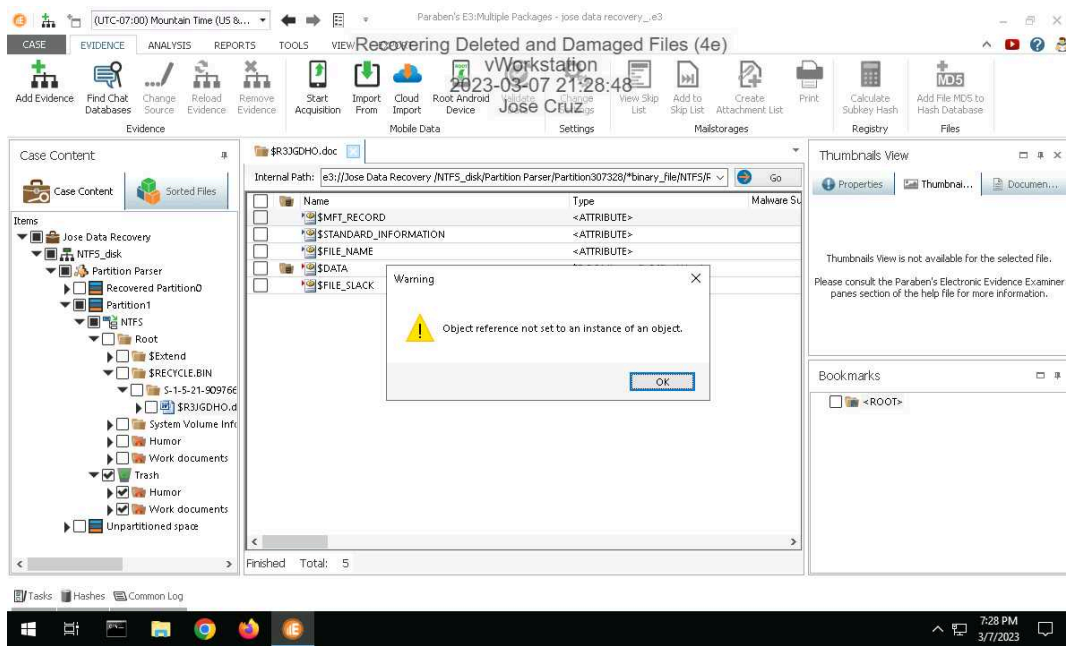 (UTC-07:00) Mountain Time (US &...
Paraben's E3:Multiple Packages - jose data recovery_.e3
CASE EVIDENCE ANALYSIS REPORTS TOOLS VIEW
Recovering Deleted and Damaged Files (4e)
vWorkstation
2023-03-07 21:28:48
Jose Cruz
Add Evidence
Find Chat Databases
Change Source
Reload Evidence
Remove Evidence
Start Acquisition
Import From
Cloud Import
Root Android Device
View Skip List
Add to Skip List
Create Attachment List
Print
Calculate Subkey Hash
MD5
Add File MD5 to Hash Database
Evidence
Mobile Data
Settings
Mailstorages
Registry
Files
Case Content
Case Content
Sorted Files
Items
Jose Data Recovery
NTFS_disk
Partition Parser
Recovered Partition0
Partition1
NTFS
Root
$Extend
$RECYCLE.BIN
S-1-5-21-909766
$R3JGDHO.d
System Volume Info
Humor
Work documents
Trash
Humor
Work documents
Unpartitioned space
$R3JGDHO.doc
Internal Path: e3://Jose Data Recovery /NTFS_disk/Partition Parser/Partition307328/*binary_file/NTFS/F
Go
Name Type Malware Su
$MFT_RECORD <ATTRIBUTE>
$STANDARD_INFORMATION <ATTRIBUTE>
$FILE_NAME <ATTRIBUTE>
$DATA
$FILE_SLACK
Warning
Object reference not set to an instance of an object.
OK
Finished Total: 5
Thumbnails View
Properties
Thumbnai...
Documen...
Thumbnails View is not available for the selected file.
Please consult the Paraben's Electronic Evidence Examiner
panes section of the help file for more information.
Bookmarks
<ROOT>
Tasks Hashes Common Log
7:28 PM
3/7/2023